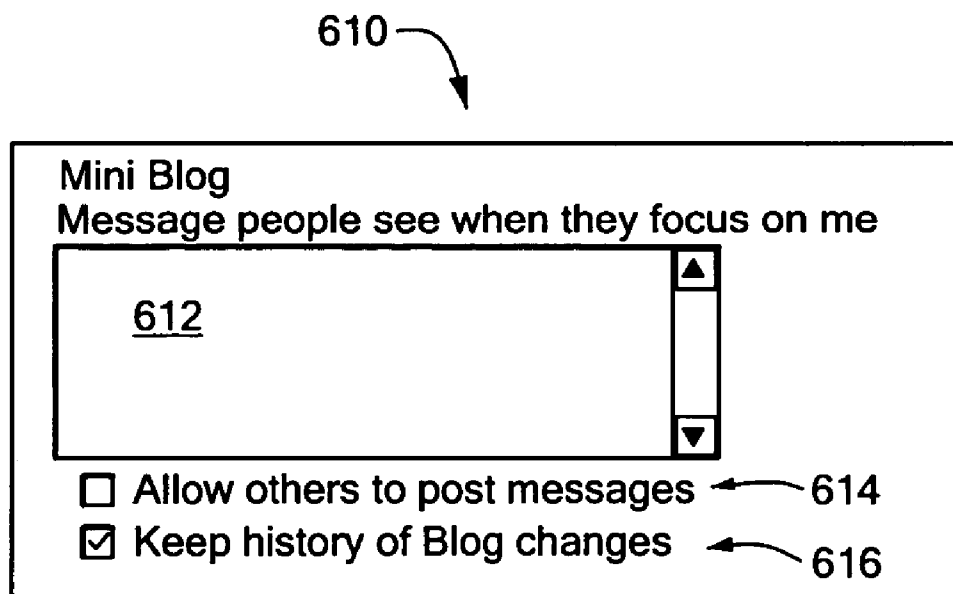 610
Mini Blog
Message people see when they focus on me
612
Allow others to post messages 614
Keep history of Blog changes 616